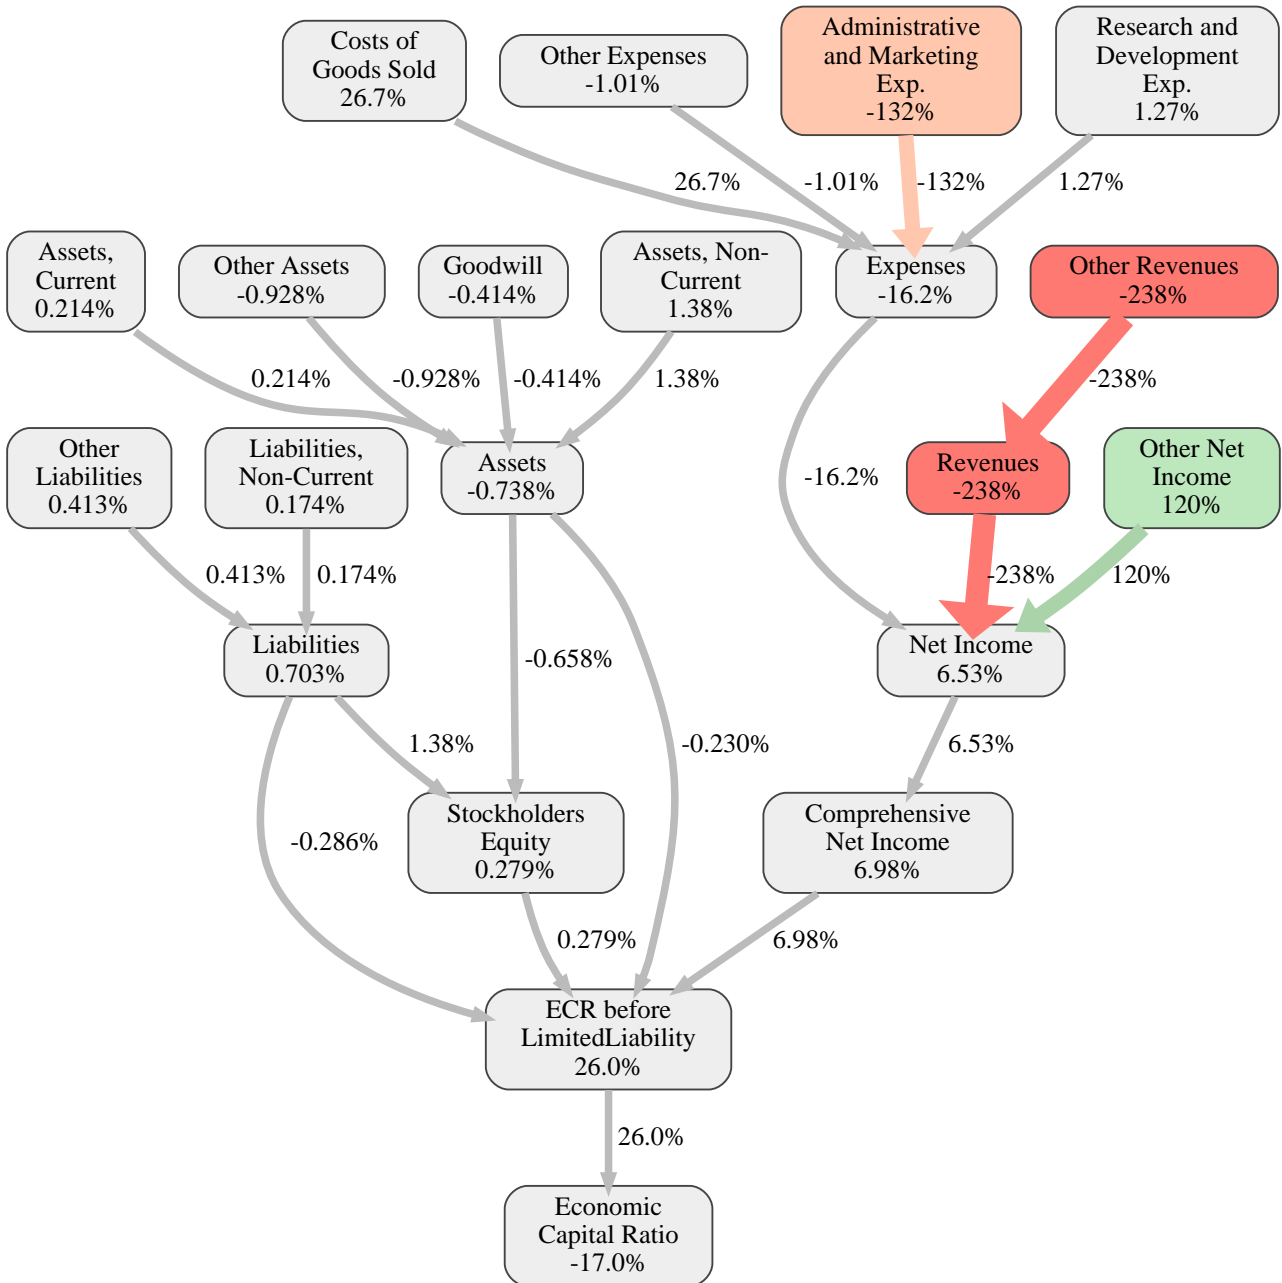 Costs of
Goods Sold
26.7%
Other Expenses
-1.01%
Administrative
and Marketing
Exp.
-132%
Research and
Development
Exp.
1.27%
26.7%
-1.01%
-132%
1.27%
Assets,
Current
0.214%
Other Assets
-0.928%
Goodwill
-0.414%
Assets, Non-
Current
1.38%
Expenses
-16.2%
Other Revenues
-238%
0.214%
-0.928%
-0.414%
1.38%
-238%
Other
Liabilities
0.413%
Liabilities,
Non-Current
0.174%
Assets
-0.738%
-16.2%
Revenues
-238%
Other Net
Income
120%
0.413%
0.174%
-238%
120%
Liabilities
0.703%
-0.658%
Net Income
6.53%
1.38%
-0.230%
6.53%
-0.286%
Stockholders
Equity
0.279%
Comprehensive
Net Income
6.98%
0.279%
6.98%
ECR before
LimitedLiability
26.0%
26.0%
Economic
Capital Ratio
-17.0%